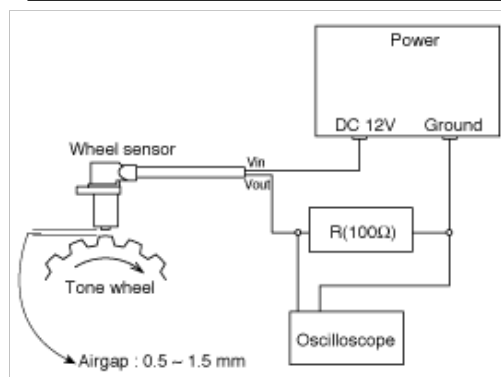 Power
DC 12V Ground
Wheel sensor
Vin
Vout
R(100Ω)
Tone wheel
Oscilloscope
Airgap : 0.5 ~ 1.5 mm